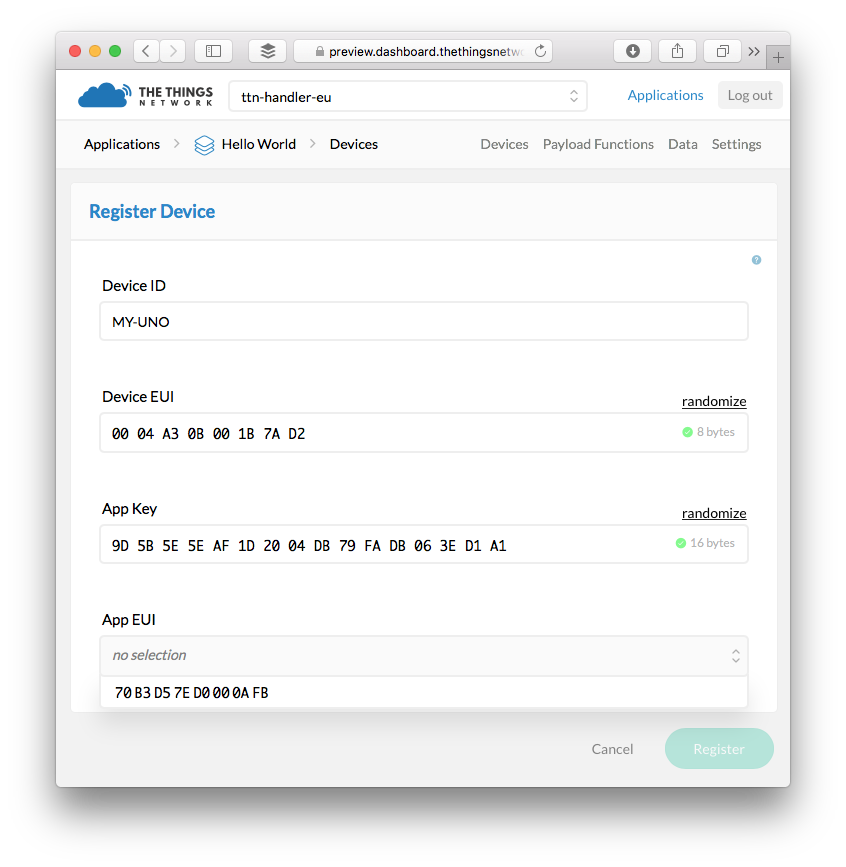 preview.dashboard.thethingsnetw
THE THINGS
NETWORK
ttn-handler-eu
Applications
Log out
Applications
Hello World
Devices
Devices
Payload Functions
Data
Settings
Register Device
?
Device ID
MY-UNO
Device EUI
randomize
00 04 A3 0B 00 1B 7A D2
8 bytes
App Key
randomize
9D 5B 5E 5E AF 1D 20 04 DB 79 FA DB 06 3E D1 A1
16 bytes
App EUI
no selection
70 B3 D5 7E D0 00 0A FB
Cancel
Register